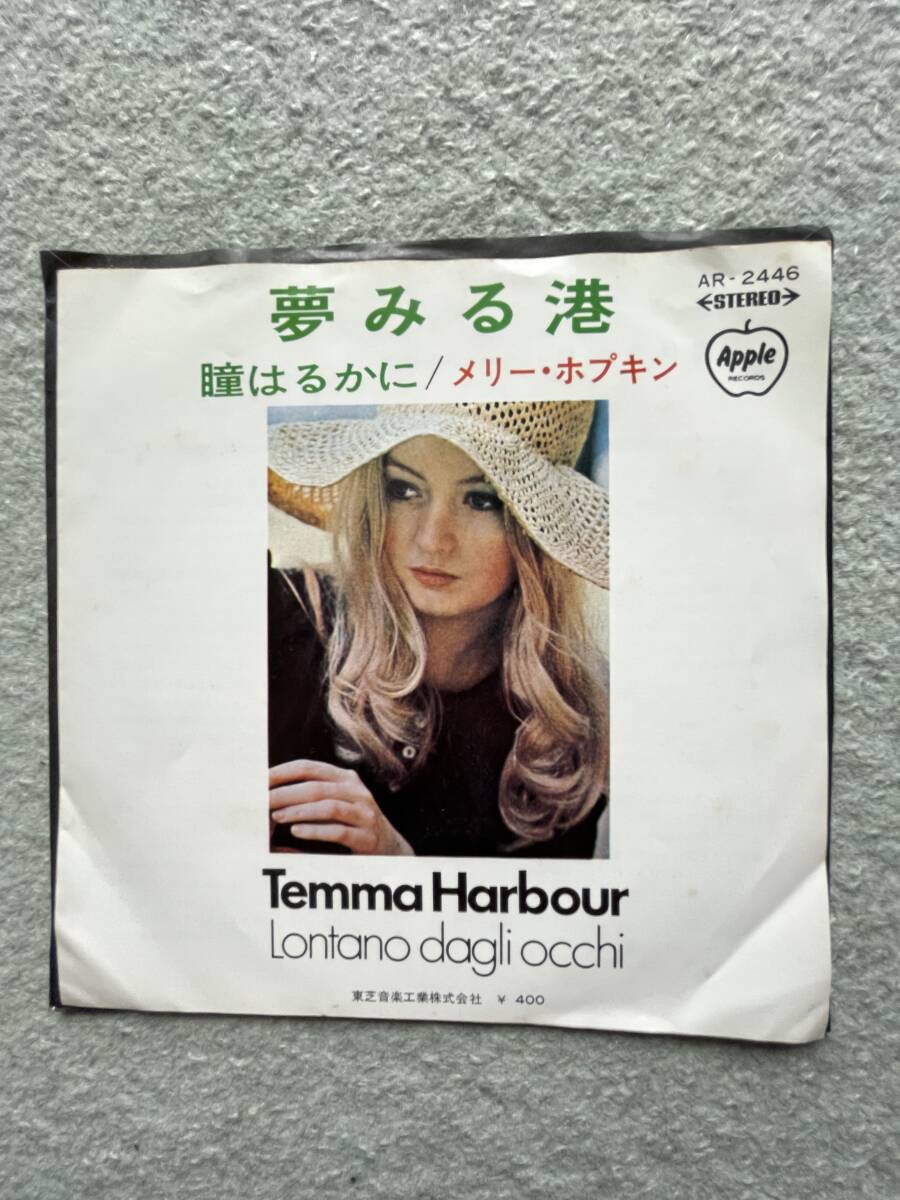 AR-2446
STEREO
夢みる港
瞳はるかに/メリー・ホプキン
Apple
RECORDS
Temma Harbour
Lontano dagli occhi
東芝音楽工業株式会社 ¥ 400